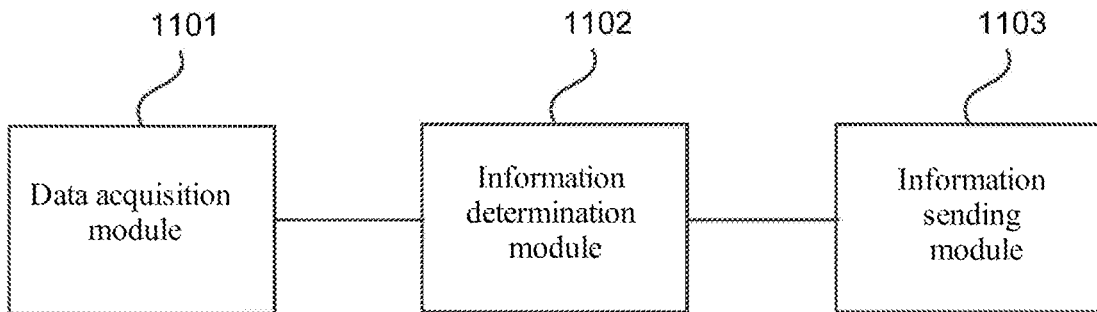 1101
1102
1103
Data acquisition
module
Information
determination
module
Information
sending
module